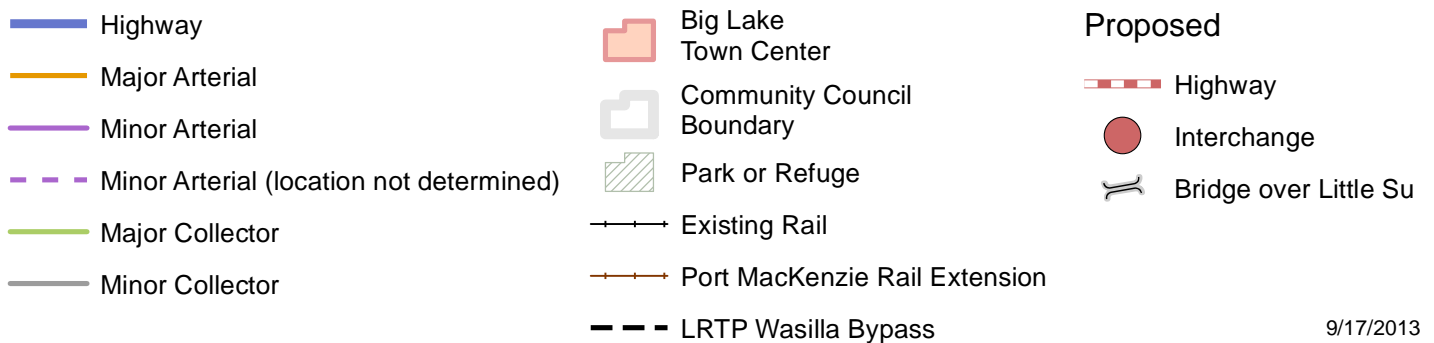 Highway
Major Arterial
Minor Arterial
Minor Arterial (location not determined)
Major Collector
Minor Collector
Big Lake
Town Center
Community Council
Boundary
Park or Refuge
Existing Rail
Port MacKenzie Rail Extension
LRTP Wasilla Bypass
Proposed
Highway
Interchange
Bridge over Little Su
9/17/2013